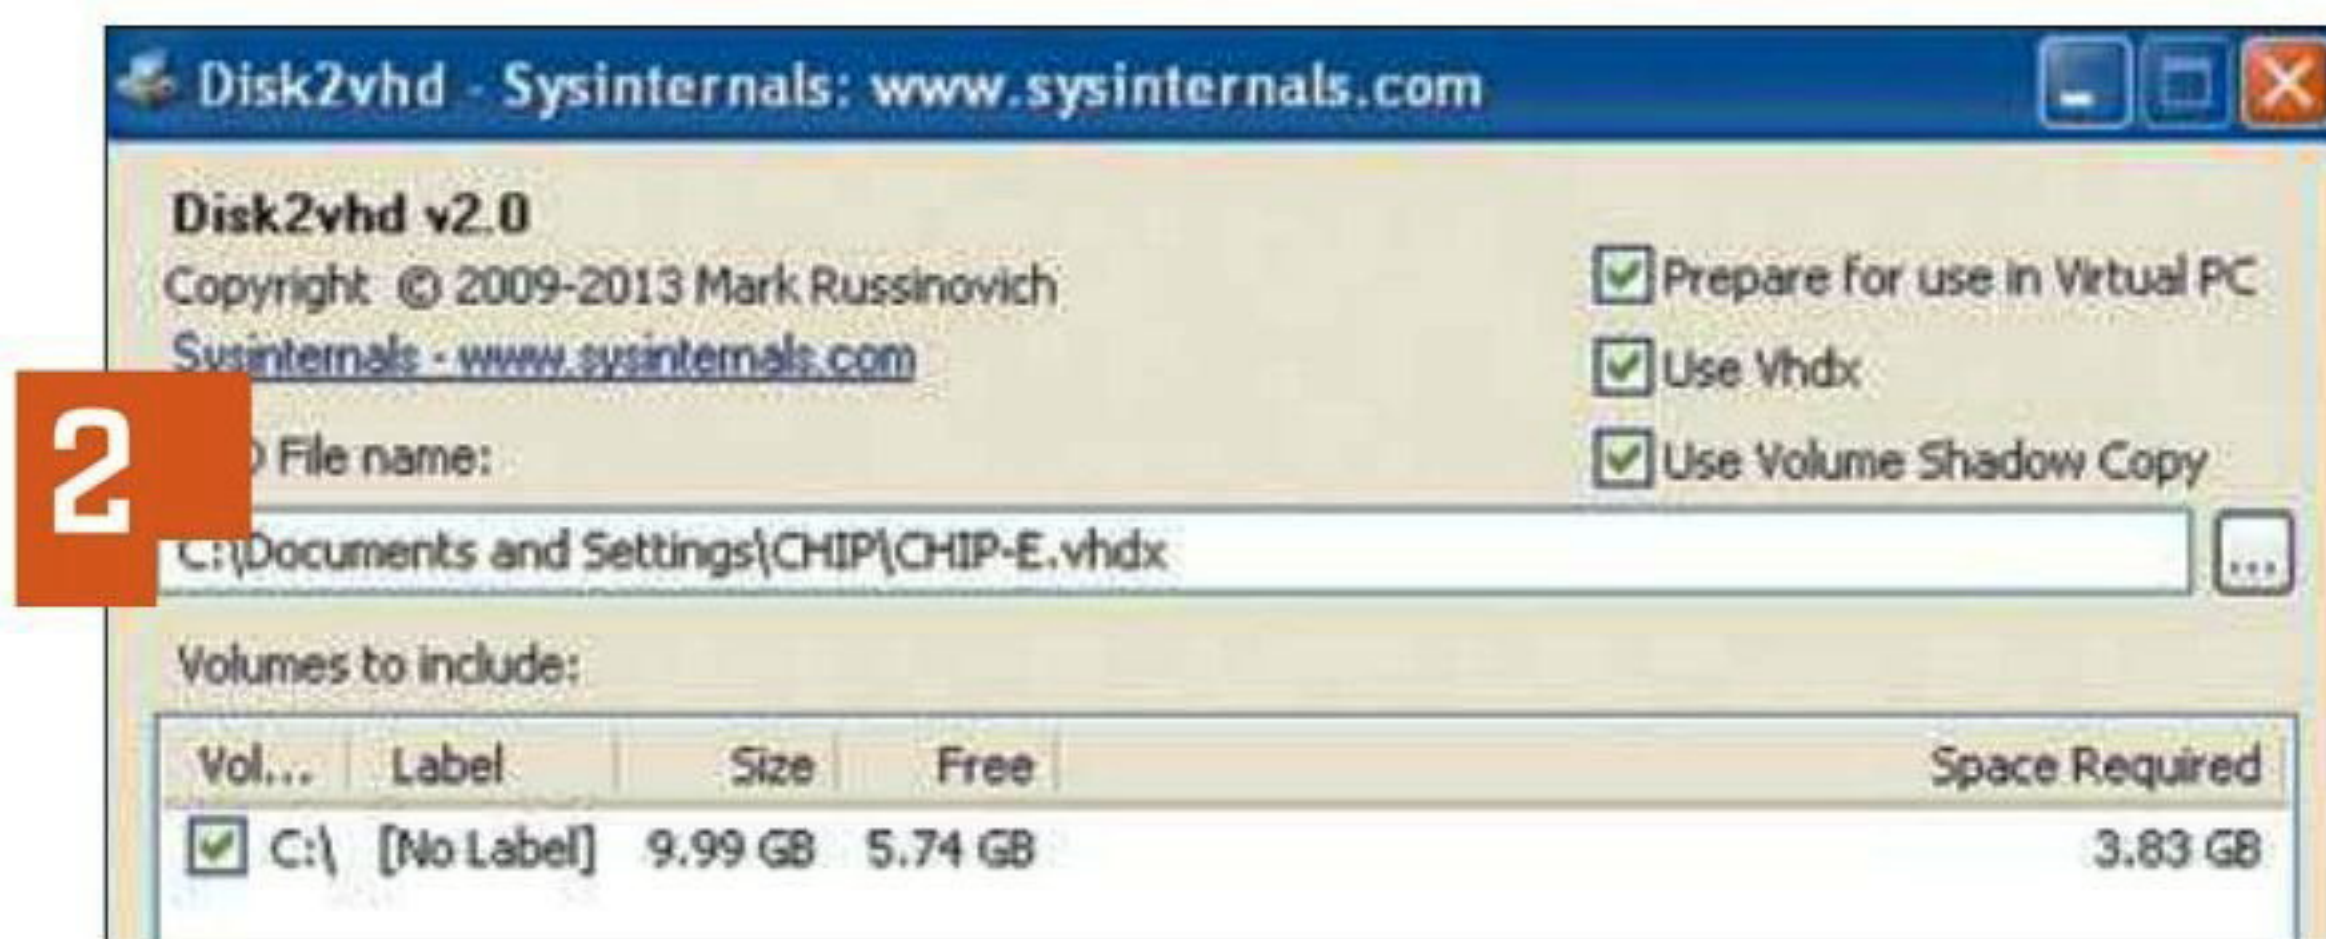 Disk2vhd - Sysinternals: www.sysinternals.com
Disk2vhd v2.0
Copyright © 2009-2013 Mark Russinovich
Sysinternals - www.sysinternals.com
Prepare for use in Virtual PC
Use Vhdx
Use Volume Shadow Copy
2
File name:
C:\Documents and Settings\CHIP\CHIP-E.vhdx
...
Volumes to include:
Vol... Label Size Free Space Required
C:\ [No Label] 9.99 GB 5.74 GB 3.83 GB